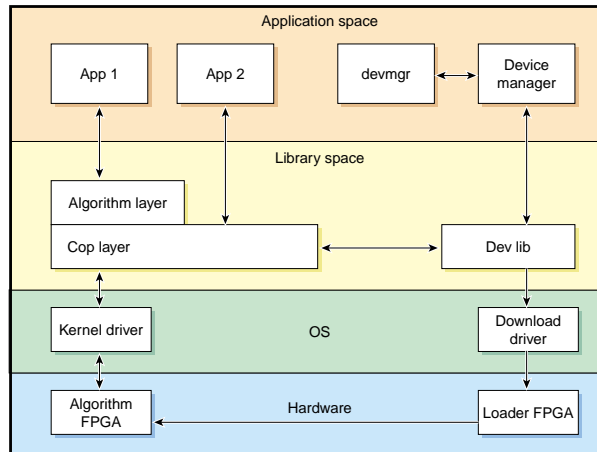 Application space
App 1
App 2
devmgr
Device
manager
Library space
Algorithm layer
Cop layer
Dev lib
Kernel driver
OS
Download
driver
Algorithm
FPGA
Hardware
Loader FPGA